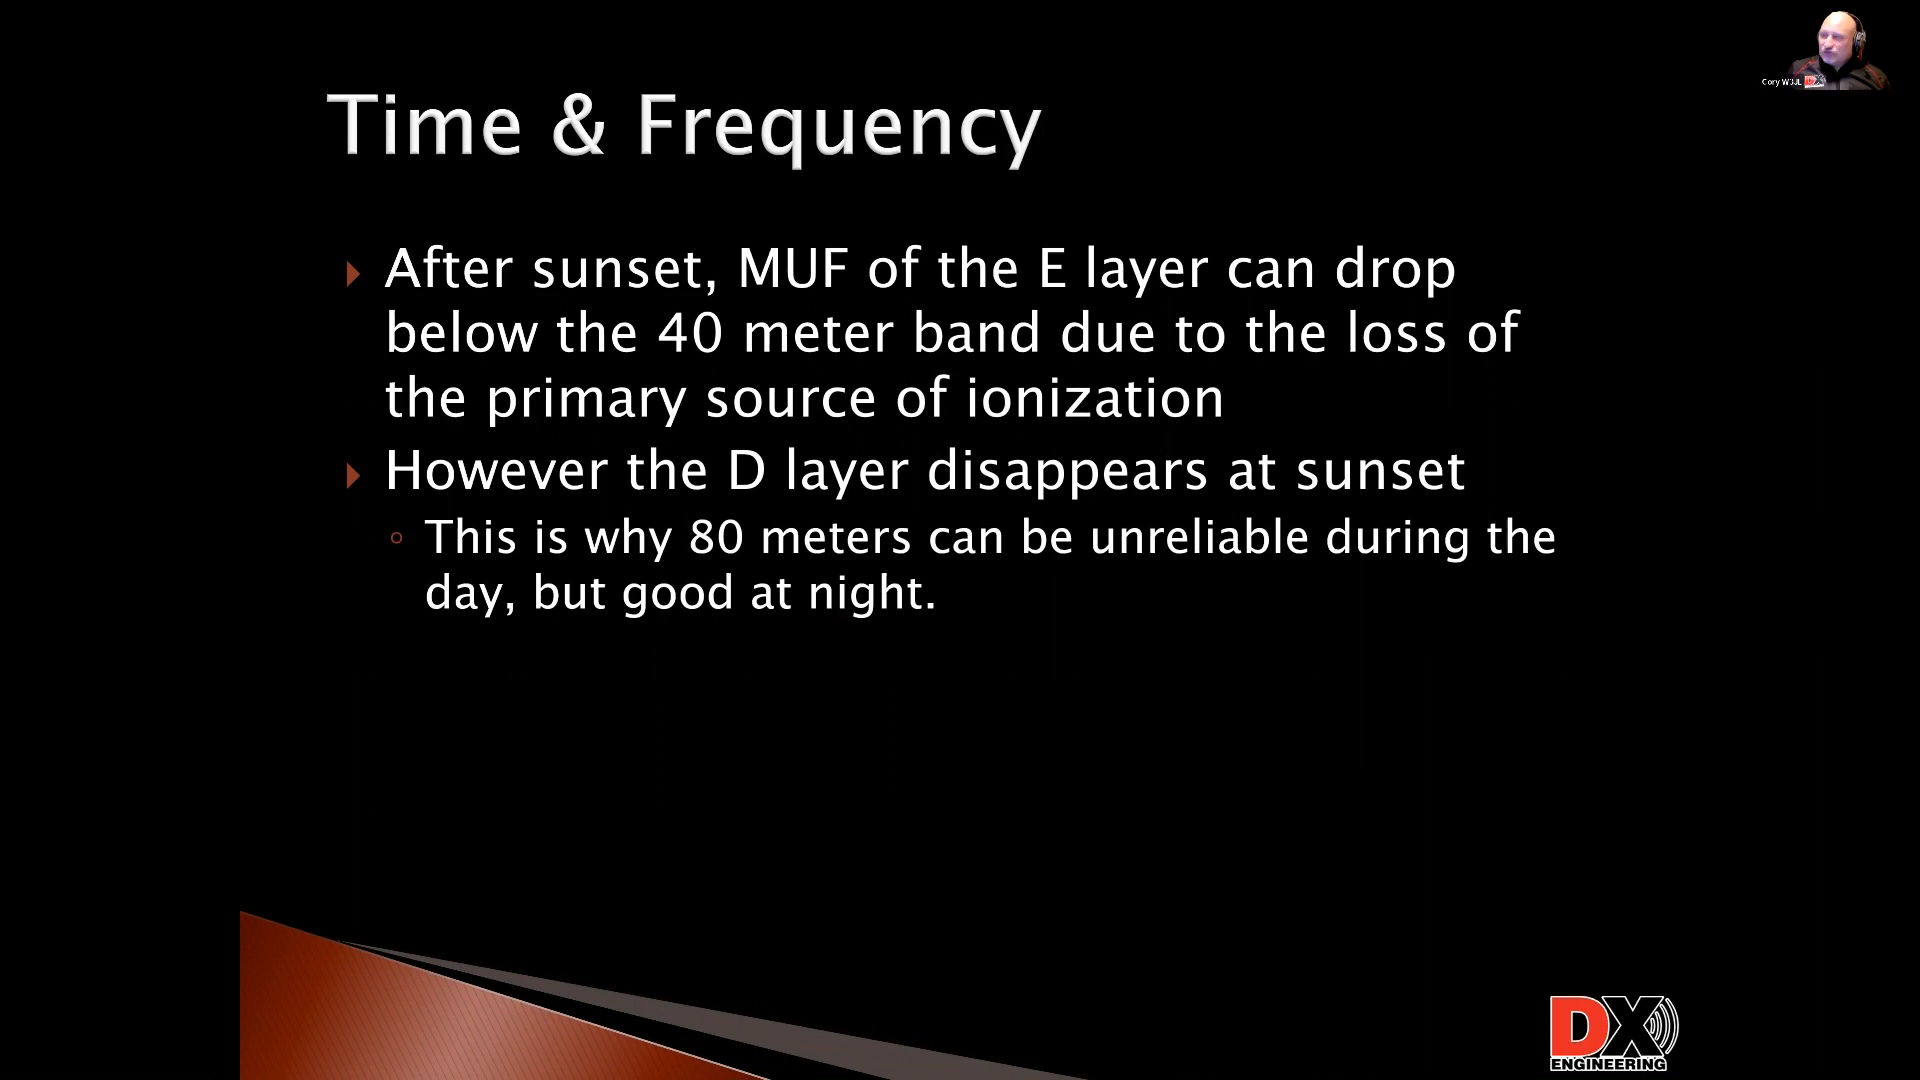 Cory W3JL
Time & Frequency
After sunset, MUF of the E layer can drop
below the 40 meter band due to the loss of
the primary source of ionization
However the D layer disappears at sunset
This is why 80 meters can be unreliable during the
day, but good at night.
DX
ENGINEERING